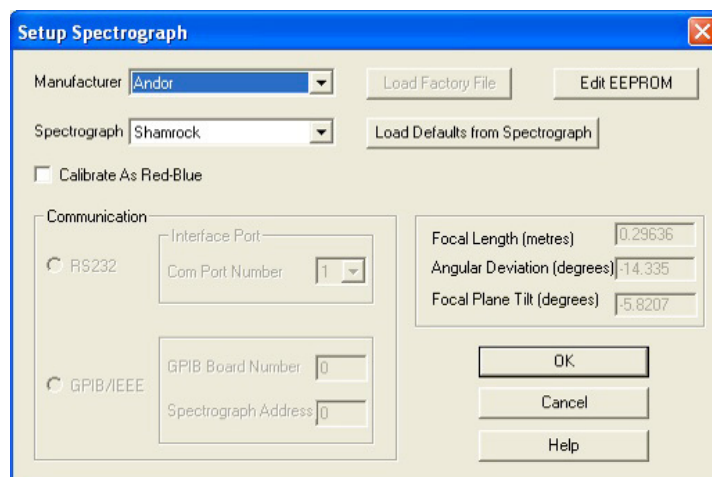 Setup Spectrograph
Manufacturer Andor Load Factory File Edit EEPROM
Spectrograph Shamrock Load Defaults from Spectrograph
Calibrate As Red-Blue
Communication
Interface Port
RS232 Com Port Number 1
GPIB/IEEE
GPIB Board Number 0
Spectrograph Address 0
Focal Length (metres) 0.29636
Angular Deviation (degrees) -14.335
Focal Plane Tilt (degrees) -5.8207
OK
Cancel
Help